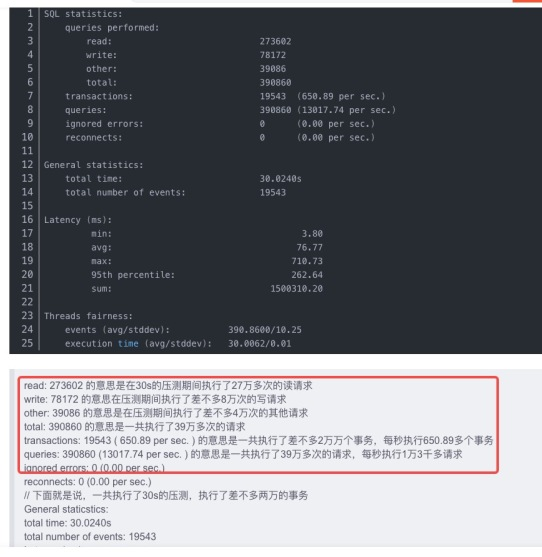 1 SQL statistics:
2 queries performed:
3 read: 273602
4 write: 78172
5 other: 39086
6 total: 390860
7 transactions: 19543 (650.89 per sec.)
8 queries: 390860 (13017.74 per sec.)
9 ignored errors: 0 (0.00 per sec.)
10 reconnects: 0 (0.00 per sec.)
11
12 General statistics:
13 total time: 30.0240s
14 total number of events: 19543
15
16 Latency (ms):
17 min: 3.80
18 avg: 76.77
19 max: 710.73
20 95th percentile: 262.64
21 sum: 1500310.20
22
23 Threads fairness:
24 events (avg/stddev): 390.8600/10.25
25 execution time (avg/stddev): 30.0062/0.01
read: 273602 的意思是在30s的压测期间执行了27万多次的读请求
write: 78172 的意思在压测期间执行了差不多8万次的写请求
other: 39086 的意思是在压测期间执行了差不多4万次的其他请求
total: 390860 的意思是一共执行了39万多次的请求
transactions: 19543 ( 650.89 per sec. ) 的意思是一共执行了差不多2万万个事务，每秒执行650.89多个事务
queries: 390860 (13017.74 per sec. ) 的意思是一共执行了39万多次的请求，每秒执行1万3千多请求
ignored errors: 0 (0.00 per sec.)
reconnects: 0 (0.00 per sec.)
// 下面就是说，一共执行了30s的压测，执行了差不多两万的事务
General staticstics:
total time: 30.0240s
total number of events: 19543